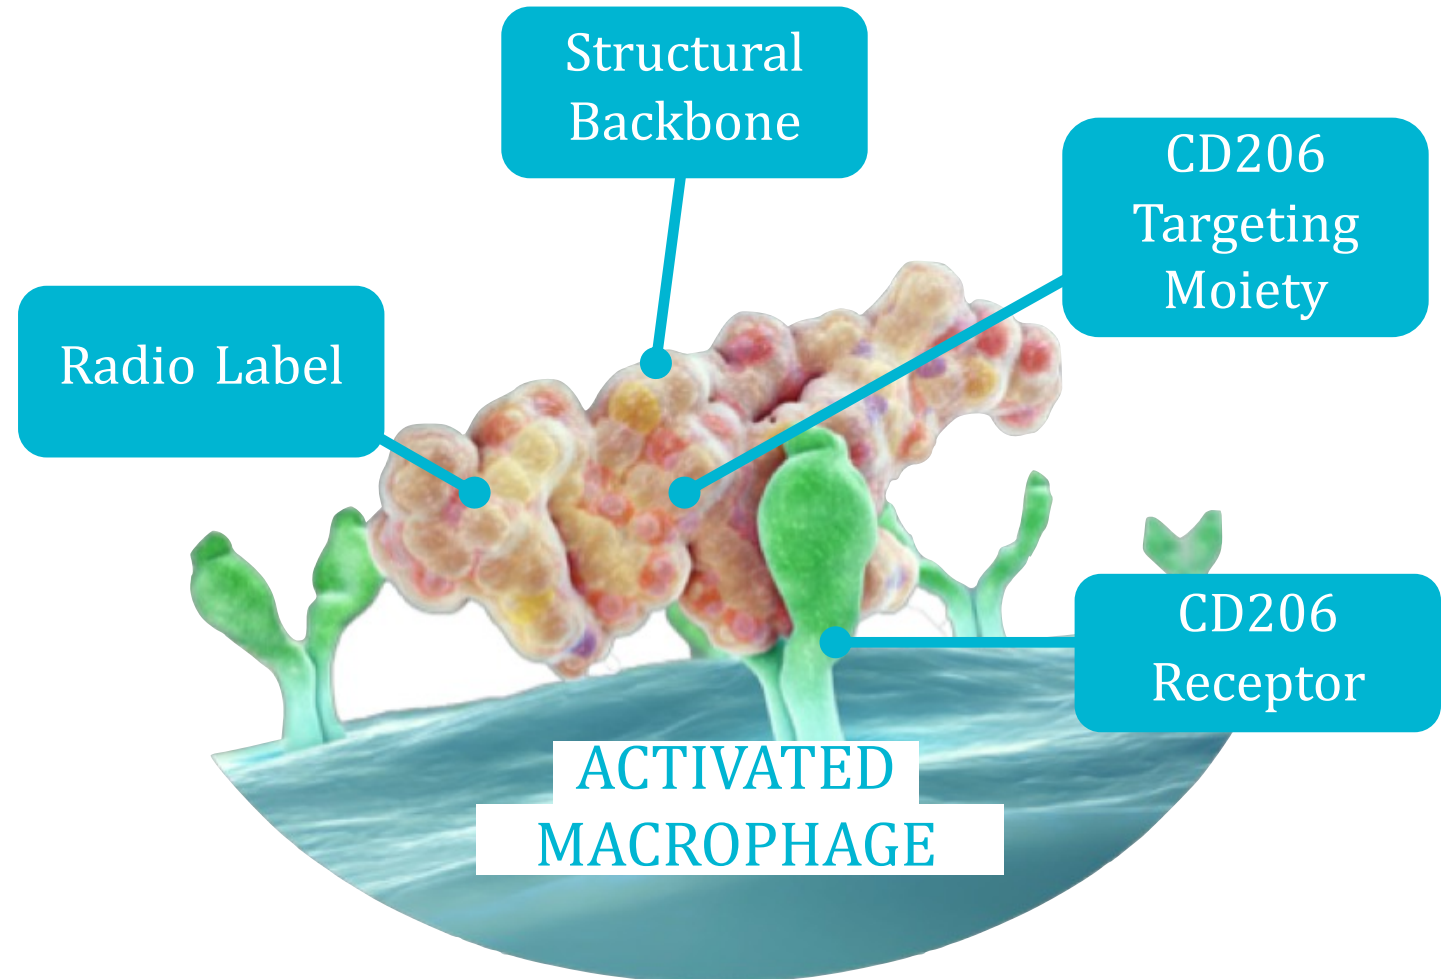 Structural
Backbone
CD206
Targeting
Moiety
Radio Label
CD206
Receptor
ACTIVATED
MACROPHAGE